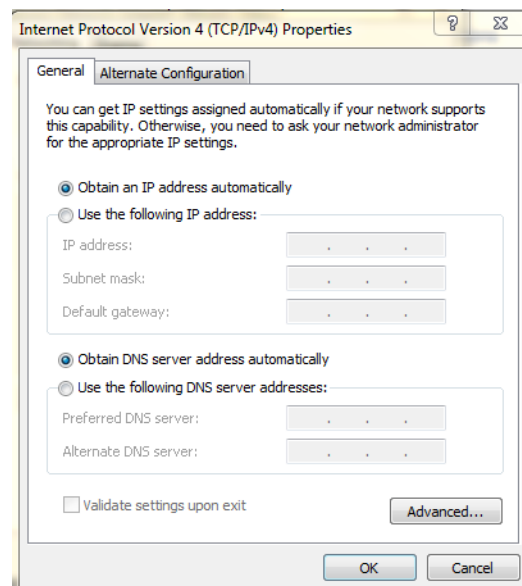 Internet Protocol Version 4 (TCP/IPv4) Properties
General
Alternate Configuration
You can get IP settings assigned automatically if your network supports
this capability. Otherwise, you need to ask your network administrator
for the appropriate IP settings.
Obtain an IP address automatically
Use the following IP address:
IP address:
Subnet mask:
Default gateway:
Obtain DNS server address automatically
Use the following DNS server addresses:
Preferred DNS server:
Alternate DNS server:
Validate settings upon exit
Advanced...
OK
Cancel